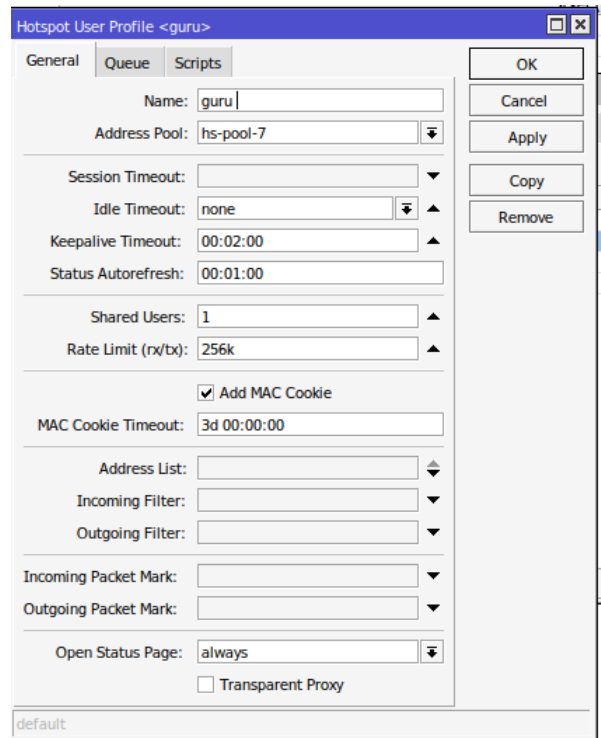 Hotspot User Profile <guru>
General Queue Scripts
OK
Name: guru
Cancel
Address Pool: hs-pool-7
Apply
Session Timeout:
Copy
Idle Timeout: none
Remove
Keepalive Timeout: 00:02:00
Status Autorefresh: 00:01:00
Shared Users: 1
Rate Limit (rx/tx): 256k
Add MAC Cookie
MAC Cookie Timeout: 3d 00:00:00
Address List:
Incoming Filter:
Outgoing Filter:
Incoming Packet Mark:
Outgoing Packet Mark:
Open Status Page: always
Transparent Proxy
default